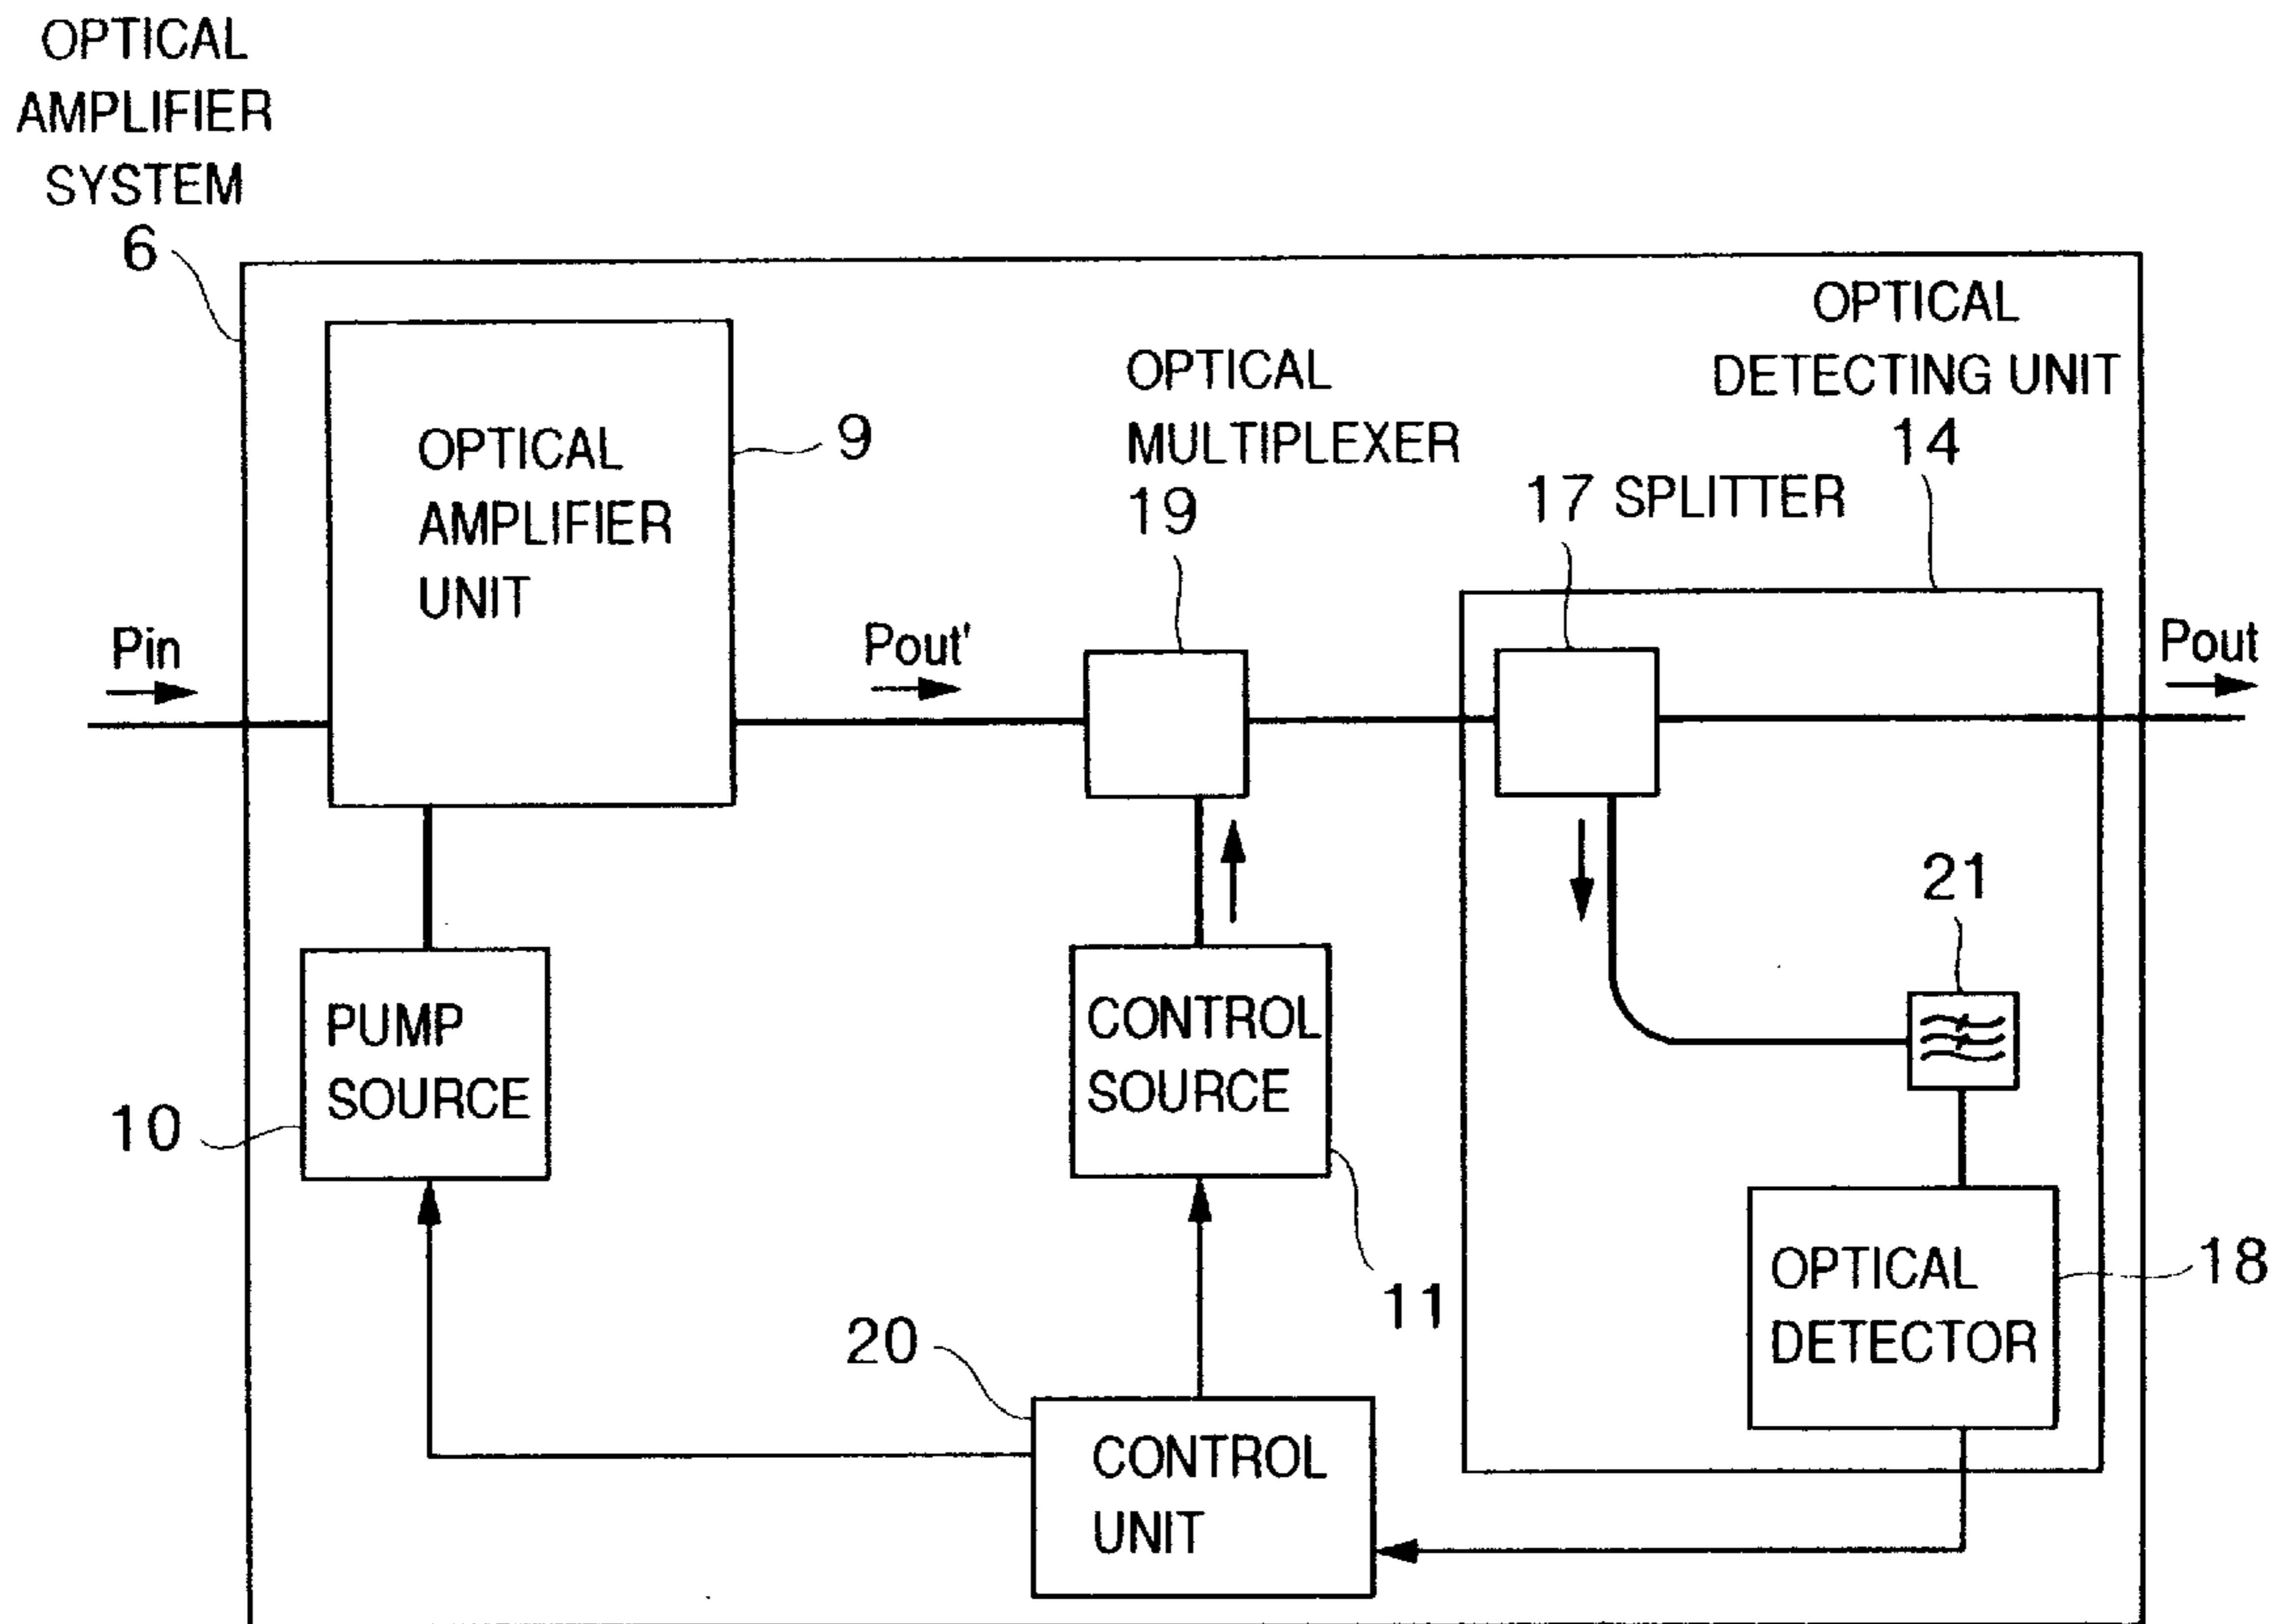 OPTICAL
AMPLIFIER
SYSTEM
6
OPTICAL
DETECTING UNIT
14
OPTICAL
MULTIPLEXER
19
17 SPLITTER
OPTICAL
AMPLIFIER
UNIT
9
Pin
Pout'
Pout
21
PUMP
SOURCE
10
CONTROL
SOURCE
11
OPTICAL
DETECTOR
18
20
CONTROL
UNIT